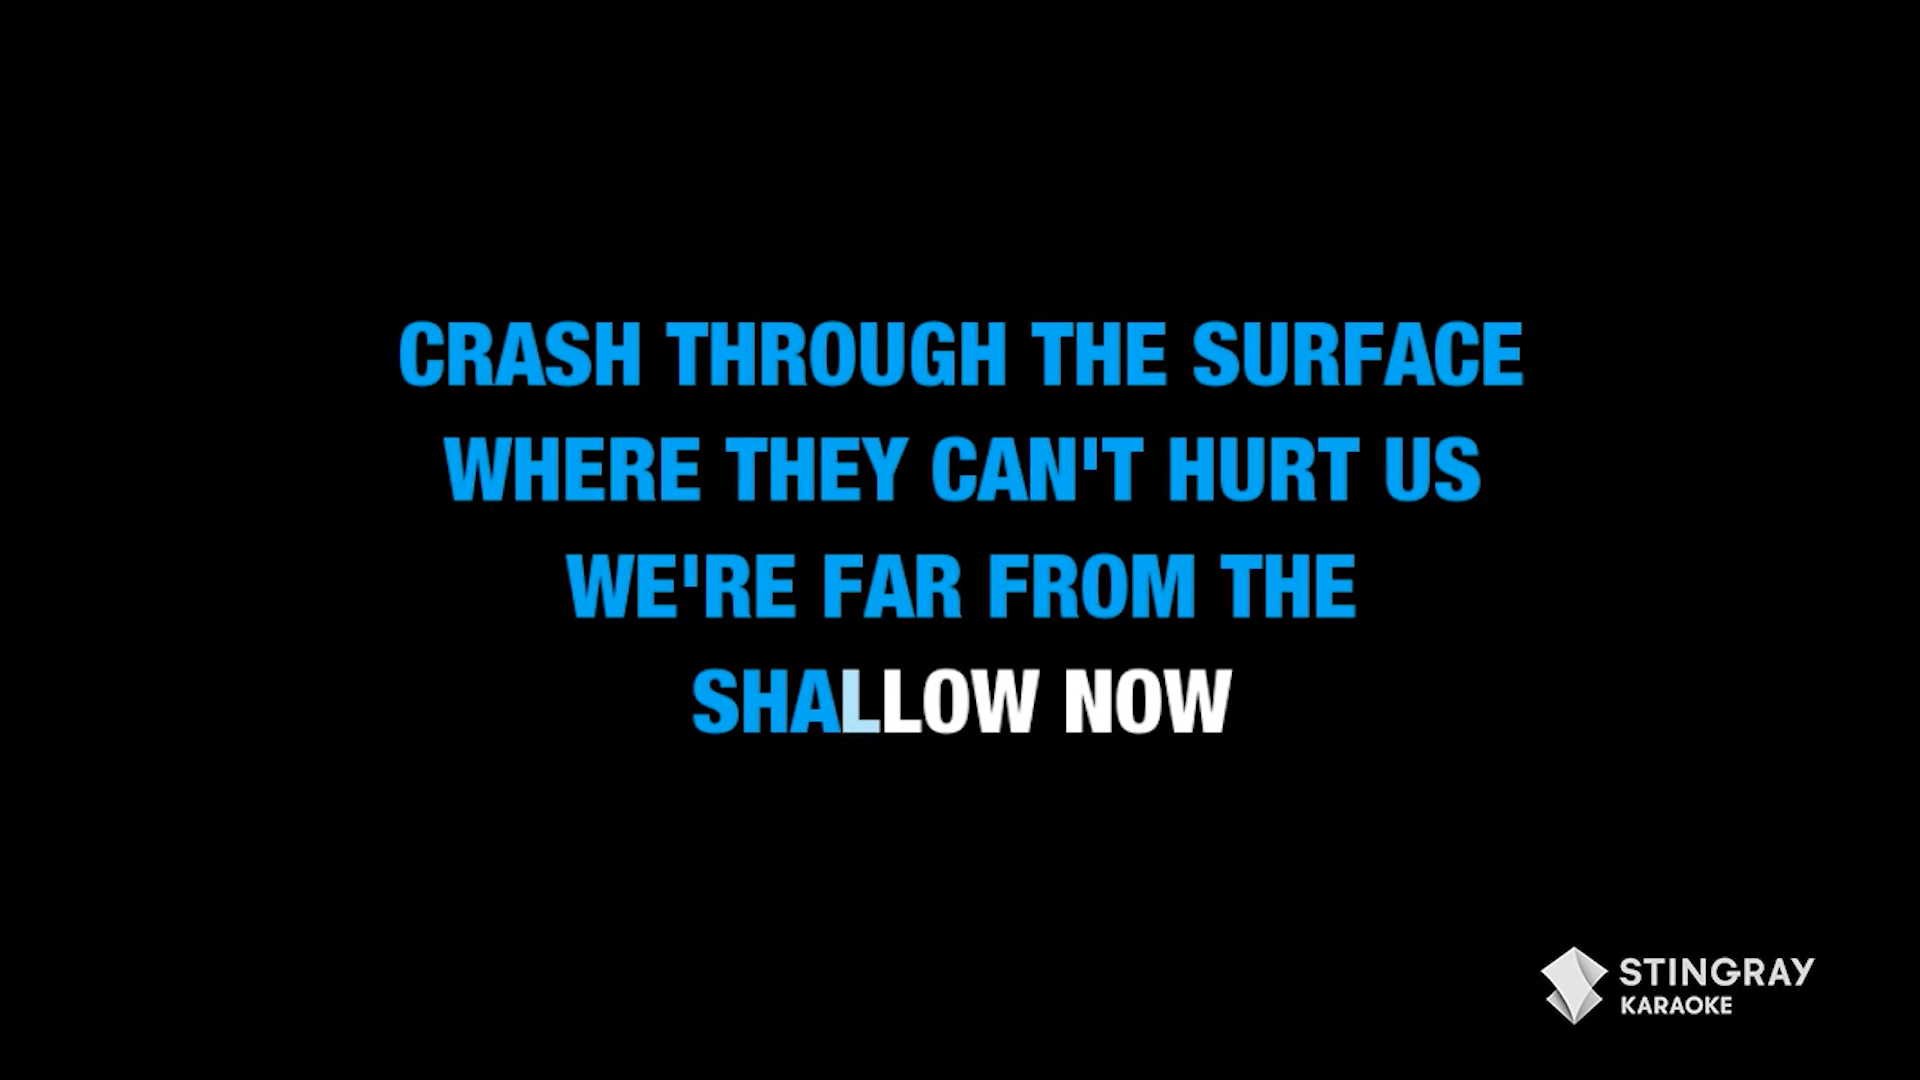 CRASH THROUGH THE SURFACE
WHERE THEY CAN'T HURT US
WE'RE FAR FROM THE
SHALLOW NOW
STINGRAY
KARAOKE